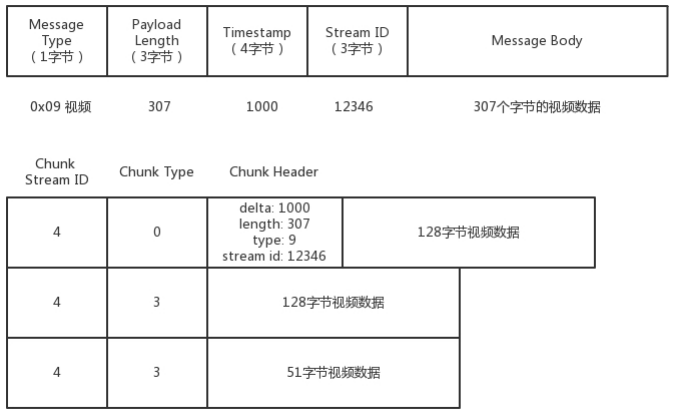 Message
Type
（1字节）
Payload
Length
（3字节）
Timestamp
（4字节）
Stream ID
（3字节）
Message Body
0x09 视频
307
1000
12346
307个字节的视频数据
Chunk
Stream ID
Chunk Type
Chunk Header
4
0
delta: 1000
length: 307
type: 9
stream id: 12346
128字节视频数据
4
3
128字节视频数据
4
3
51字节视频数据